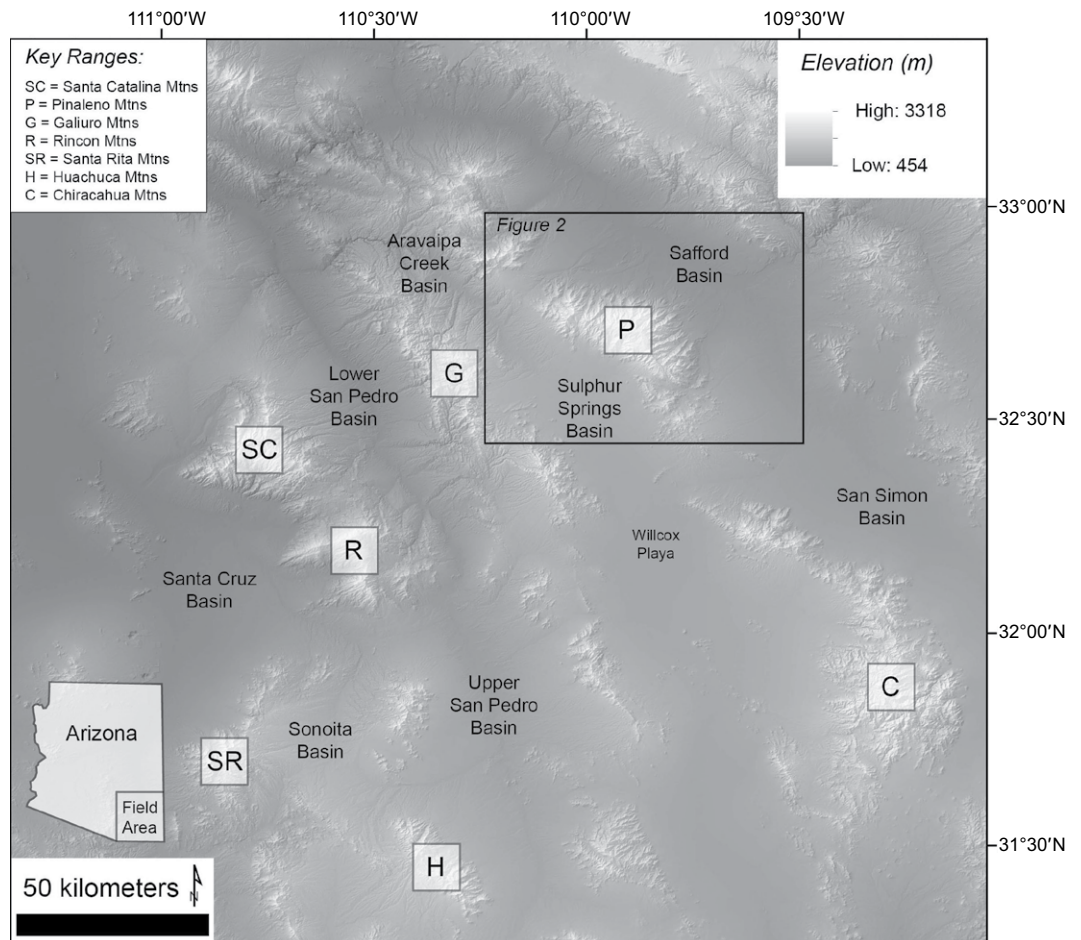 111°00'W
110°30'W
110°00'W
109°30'W
Key Ranges:
SC = Santa Catalina Mtns
P = Pinaleno Mtns
G = Galiuro Mtns
R = Rincon Mtns
SR = Santa Rita Mtns
H = Huachuca Mtns
C = Chiracahua Mtns
Elevation (m)
High: 3318
Low: 454
33°00'N
Figure 2
Aravaipa
Creek
Basin
Safford
Basin
P
G
Lower
San Pedro
Basin
Sulphur
Springs
Basin
32°30'N
SC
San Simon
Basin
Willcox
Playa
R
Santa Cruz
Basin
32°00'N
C
Upper
San Pedro
Basin
Arizona
Sonoita
Basin
SR
Field
Area
31°30'N
H
50 kilometers
N